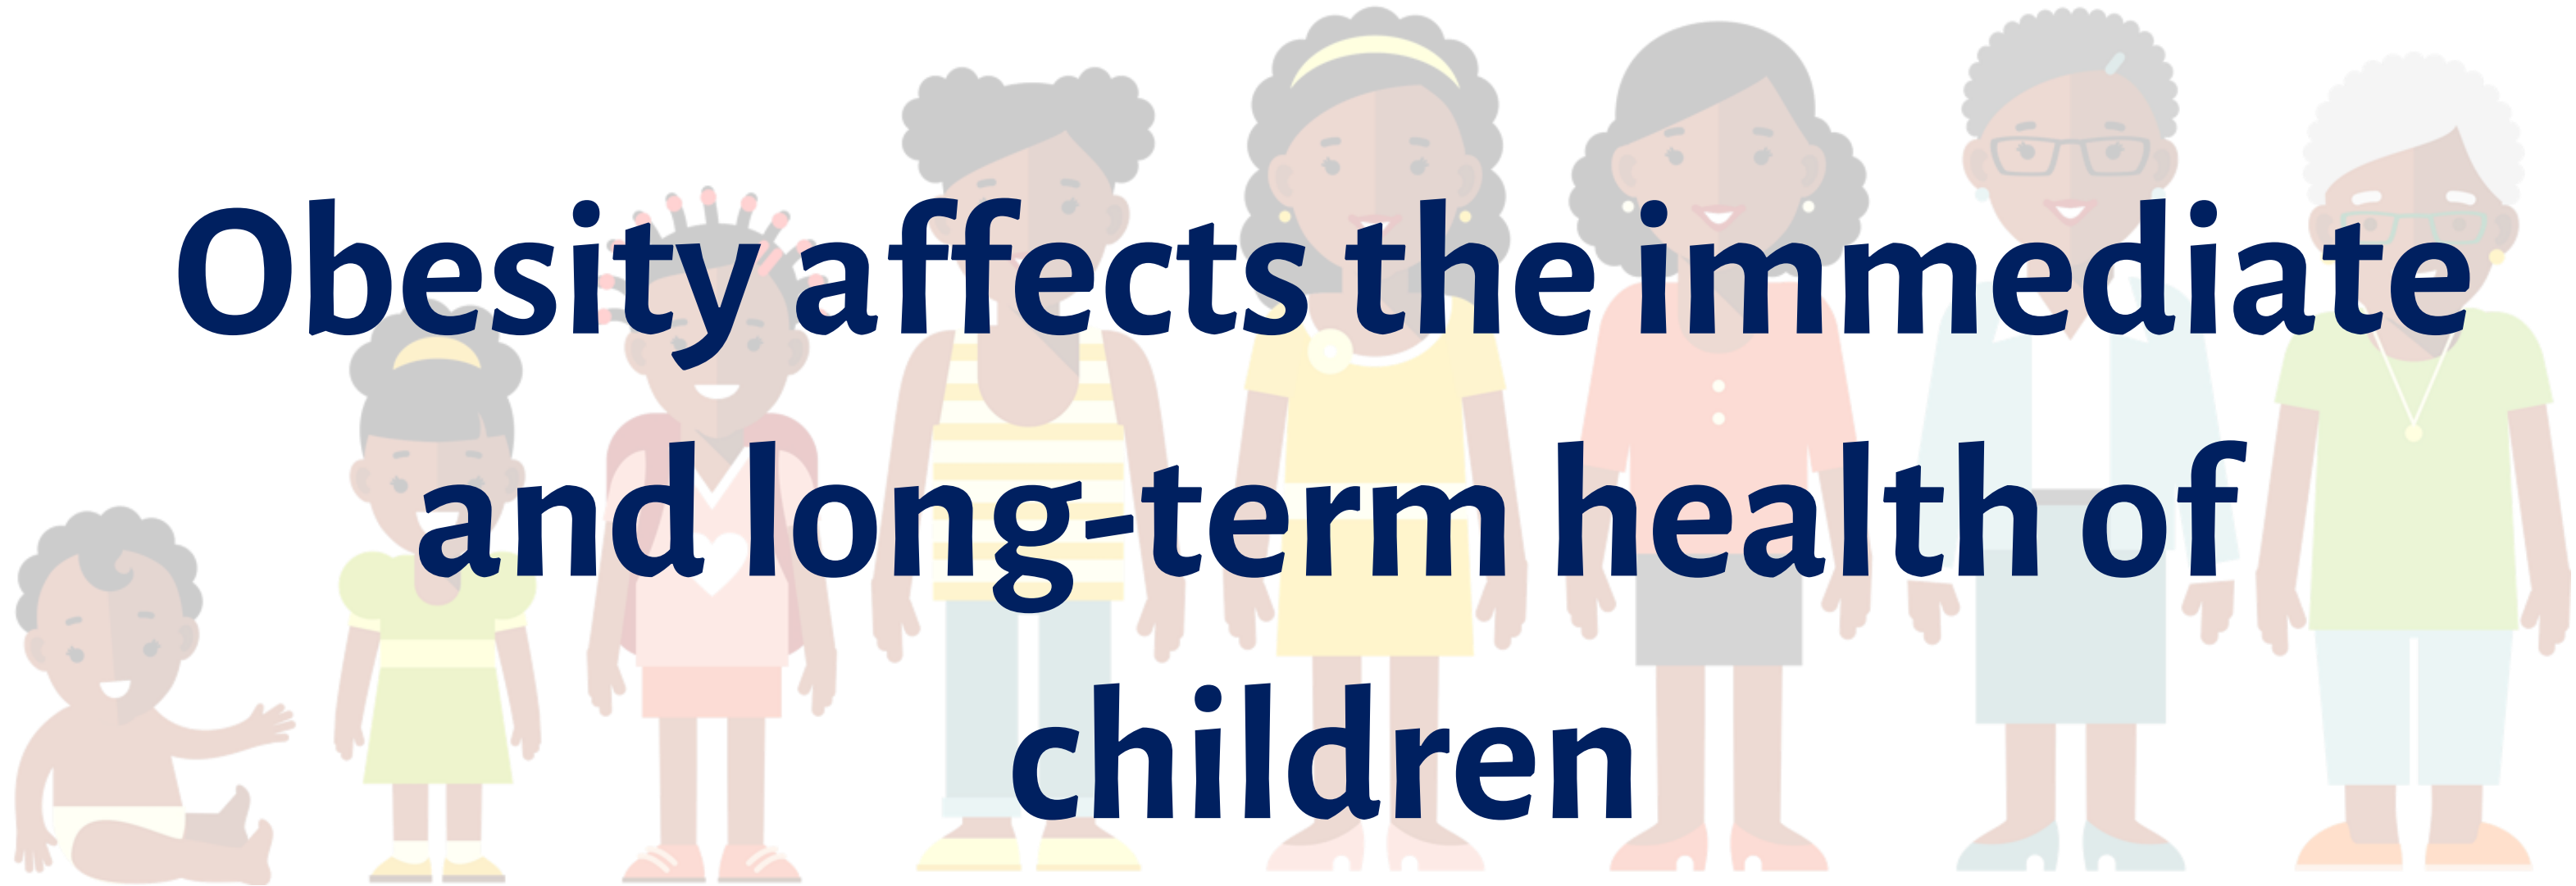 Obesity affects the immediate
and long-term health of
children